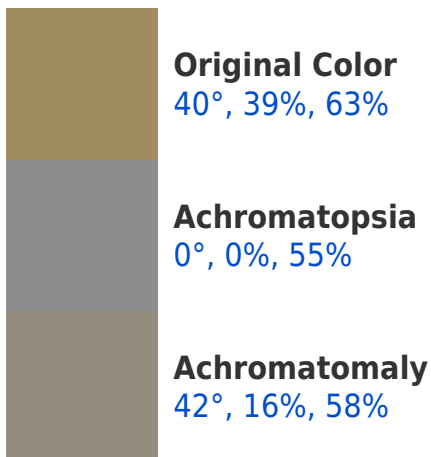 Original Color
40°, 39%, 63%
Achromatopsia
0°, 0%, 55%
Achromatomaly
42°, 16%, 58%